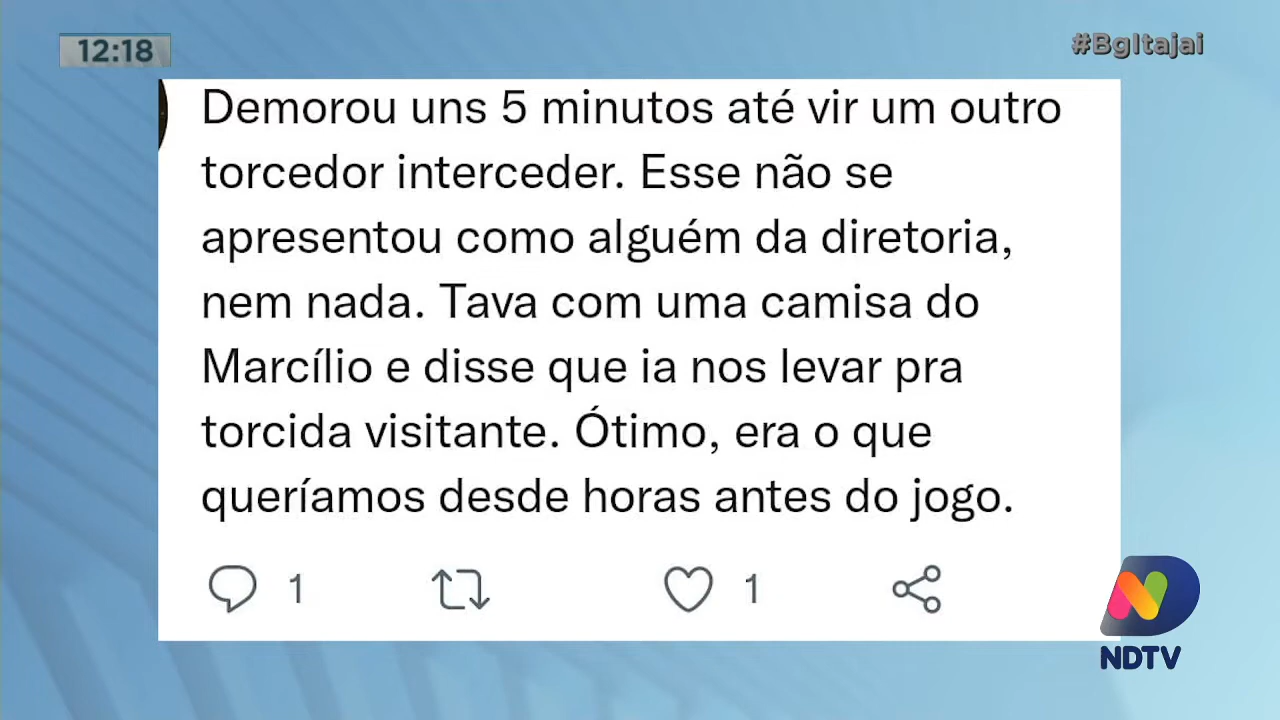 12:18
#BgItajai
Demorou uns 5 minutos até vir um outro
torcedor interceder. Esse não se
apresentou como alguém da diretoria,
nem nada. Tava com uma camisa do
Marcílio e disse que ia nos levar pra
torcida visitante. Ótimo, era o que
queríamos desde horas antes do jogo.
1
1
NDTV